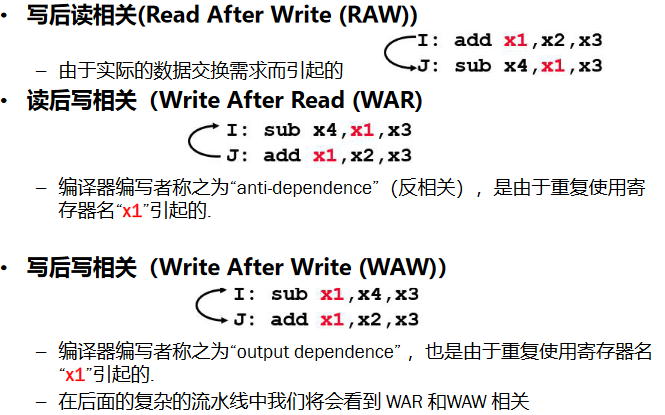 • 写后读相关(Read After Write (RAW))
I: add x1,x2,x3
J: sub x4,x1,x3
– 由于实际的数据交换需求而引起的
• 读后写相关（Write After Read (WAR)
I: sub x4,x1,x3
J: add x1,x2,x3
– 编译器编写者称之为“anti-dependence”（反相关）, 是由于重复使用寄
存器名“x1”引起的.
• 写后写相关（Write After Write (WAW)）
I: sub x1,x4,x3
J: add x1,x2,x3
– 编译器编写者称之为“output dependence” , 也是由于重复使用寄存器名
“x1”引起的.
– 在后面的复杂的流水线中我们将会看到 WAR 和WAW 相关